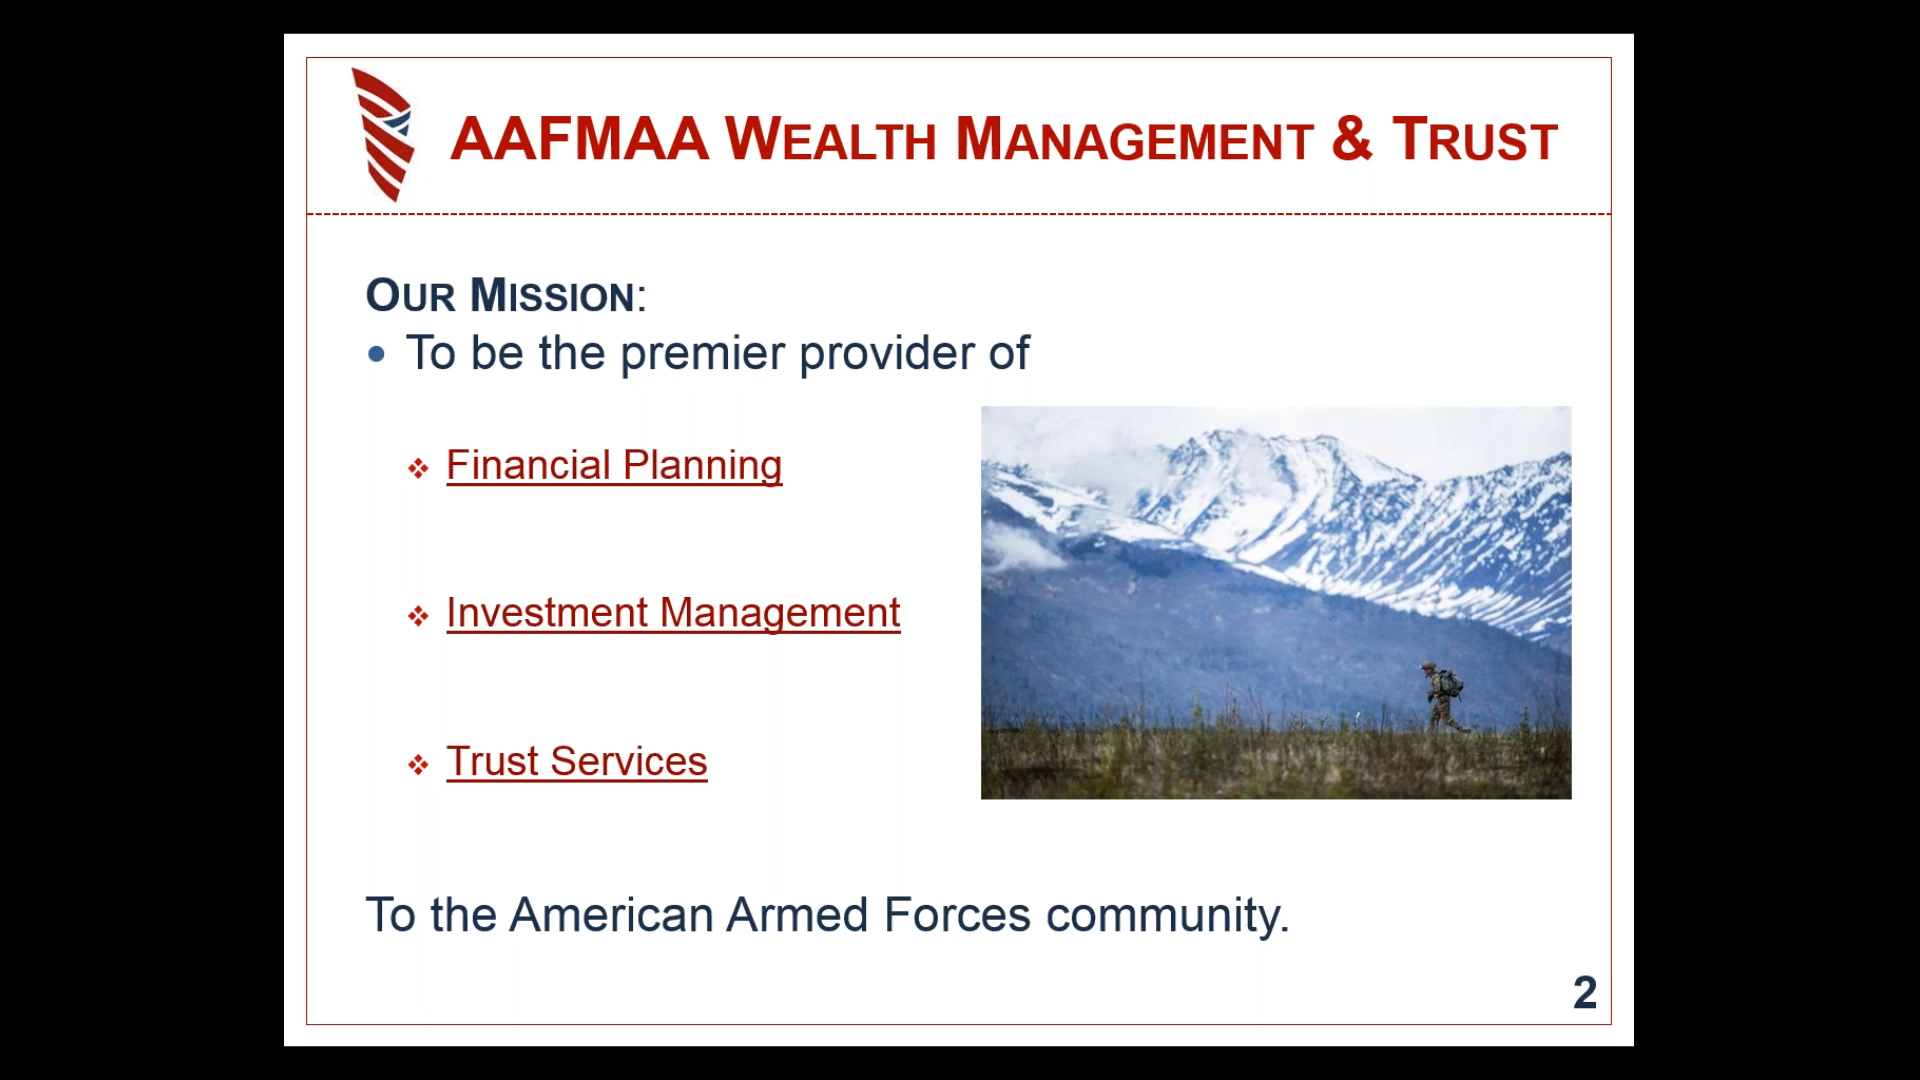 AAFMAA Wealth Management & Trust
Our Mission:
• To be the premier provider of
❖ Financial Planning
❖ Investment Management
❖ Trust Services
To the American Armed Forces community.
2